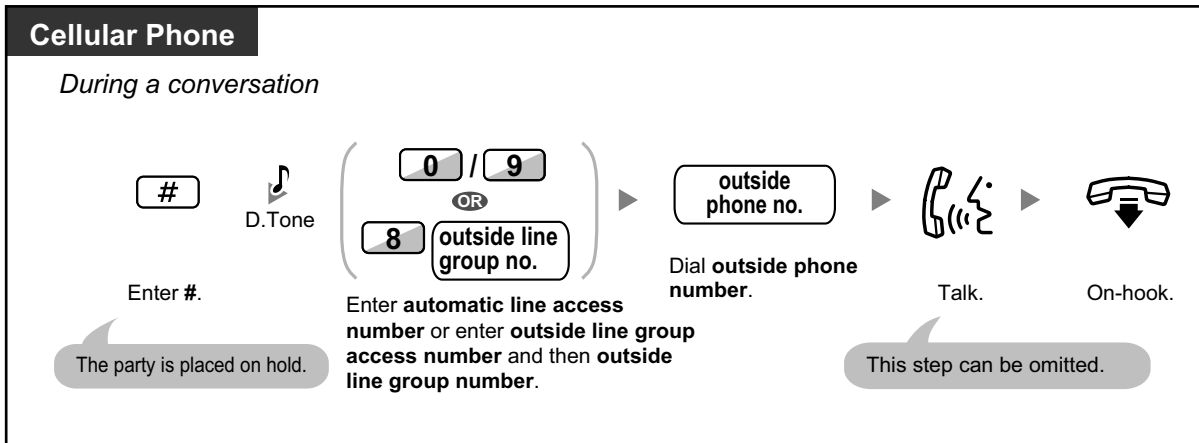 Cellular Phone
During a conversation
#
D.Tone
0 / 9
OR
8 outside line
group no.
outside
phone no.
Enter #.
The party is placed on hold.
Enter automatic line access
number or enter outside line group
access number and then outside
line group number.
Dial outside phone
number.
Talk.
This step can be omitted.
On-hook.